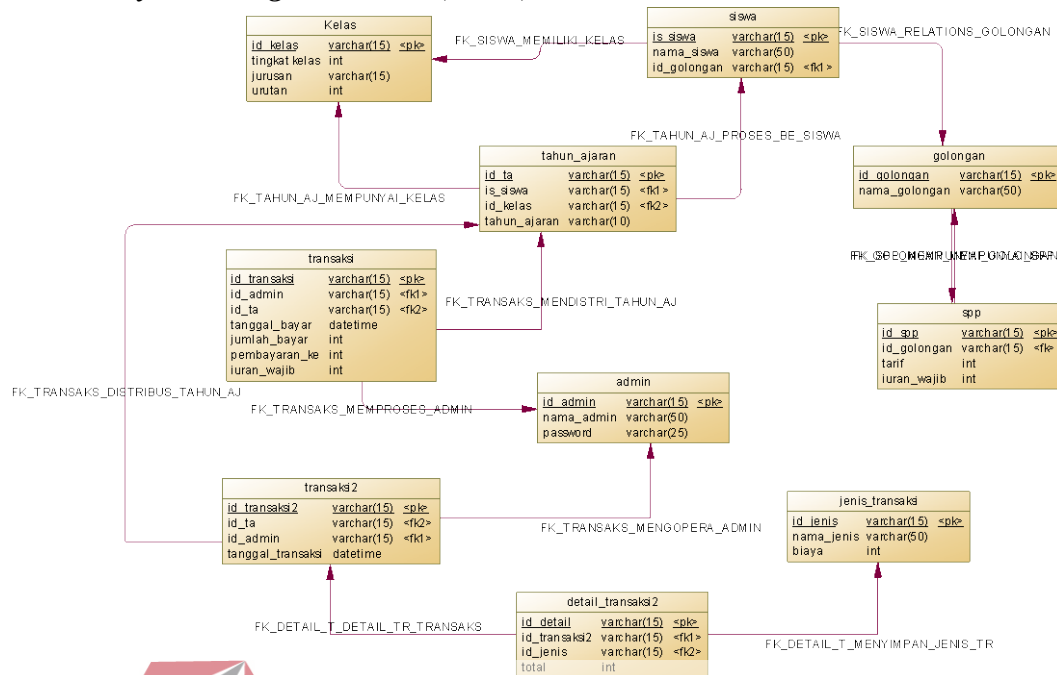 Kelas
id_kelas varchar(15) <pk>
tingkat kelas int
jurusan varchar(15)
urutan int
FK_SISWA_MEMILIKI_KELAS
siswa
is_siswa varchar(15) <pk>
nama_siswa varchar(50)
id_golongan varchar(15) <fk1>
FK_SISWA_RELATIONS_GOLONGAN
FK_TAHUN_AJ_PROSES_BE_SISWA
tahun_ajaran
id_ta varchar(15) <pk>
is_siswa varchar(15) <fk1>
id_kelas varchar(15) <fk2>
tahun_ajaran varchar(10)
golongan
id_golongan varchar(15) <pk>
nama_golongan varchar(50)
FK_TAHUN_AJ_MEMPUNYAI_KELAS
transaksi
id_transaksi varchar(15) <pk>
id_admin varchar(15) <fk1>
id_ta varchar(15) <fk2>
tanggal_bayar datetime
jumlah_bayar int
pembayaran_ke int
iuran_wajib int
FK_TRANSAKS_MENDISTRI_TAHUN_AJ
spp
id_spp varchar(15) <pk
id_golongan varchar(15) <fk>
tarif int
iuran_wajib int
FK_TRANSAKS_DISTRIBUS_TAHUN_AJ
FK_TRANSAKS_MEMPROSES_ADMIN
admin
id_admin varchar(15) <pk>
nama_admin varchar(50)
password varchar(25)
transaksi2
id_transaksi2 varchar(15) <pk>
id_ta varchar(15) <fk2>
id_admin varchar(15) <fk1>
tanggal_transaksi datetime
FK_TRANSAKS_MENGOPERA_ADMIN
jenis_transaksi
id_jenis varchar(15) <pk>
nama_jenis varchar(50)
biaya int
FK_DETAIL_T_DETAIL_TR_TRANSAKS
detail_transaksi2
id_detail varchar(15) <pk>
id_transaksi2 varchar(15) <fk1>
id_jenis varchar(15) <fk2>
total int
FK_DETAIL_T_MENYIMPAN_JENIS_TR